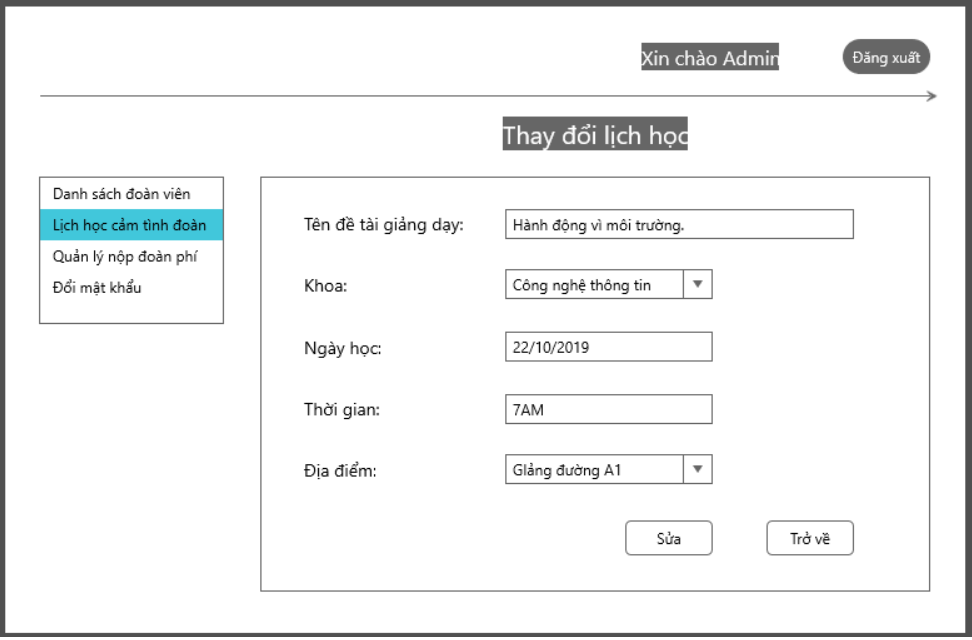 Xin chào Admin
Đăng xuất
Thay đổi lịch học
Danh sách đoàn viên
Lịch học cảm tình đoàn
Quản lý nộp đoàn phí
Đổi mật khẩu
Tên đề tài giảng dạy:
Hành động vì môi trường.
Khoa:
Công nghệ thông tin
Ngày học:
22/10/2019
Thời gian:
7AM
Địa điểm:
Giảng đường A1
Sửa
Trở về